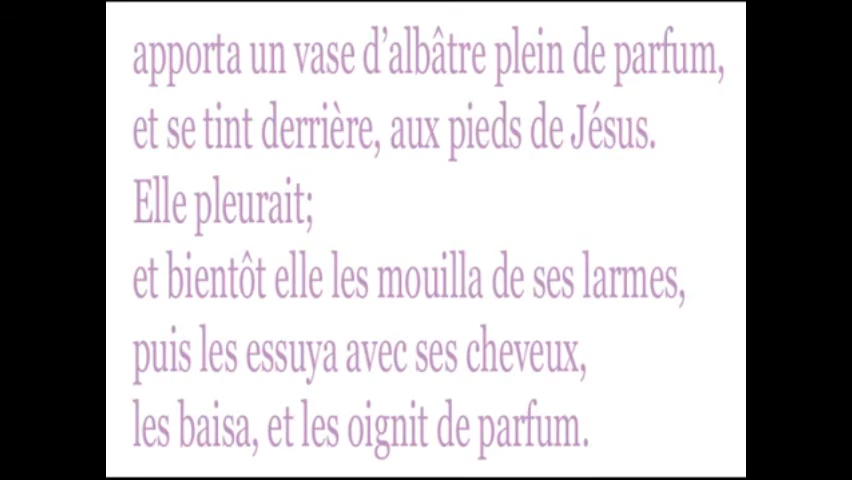 apporta un vase d’albâtre plein de parfum,
et se tint derrière, aux pieds de Jésus.
Elle pleurait;
et bientôt elle les mouilla de ses larmes,
puis les essuya avec ses cheveux,
les baisa, et les oignit de parfum.